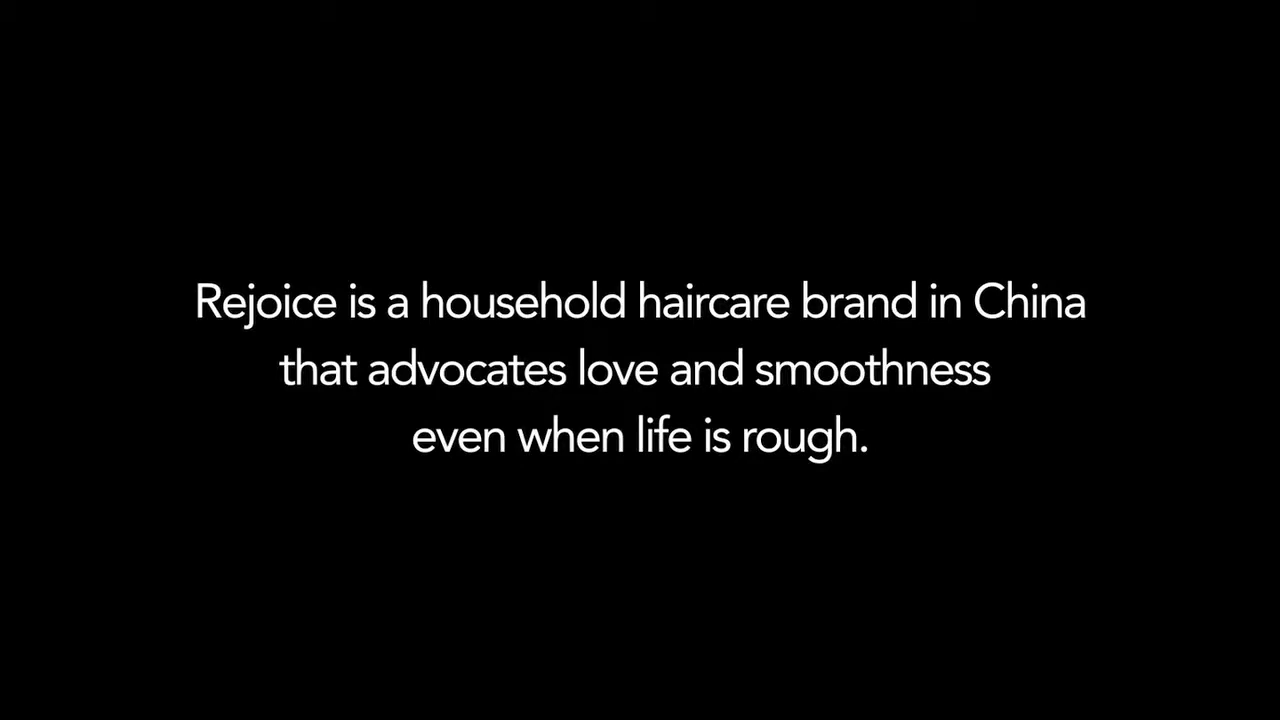 Rejoice is a household haircare brand in China
that advocates love and smoothness
even when life is rough.